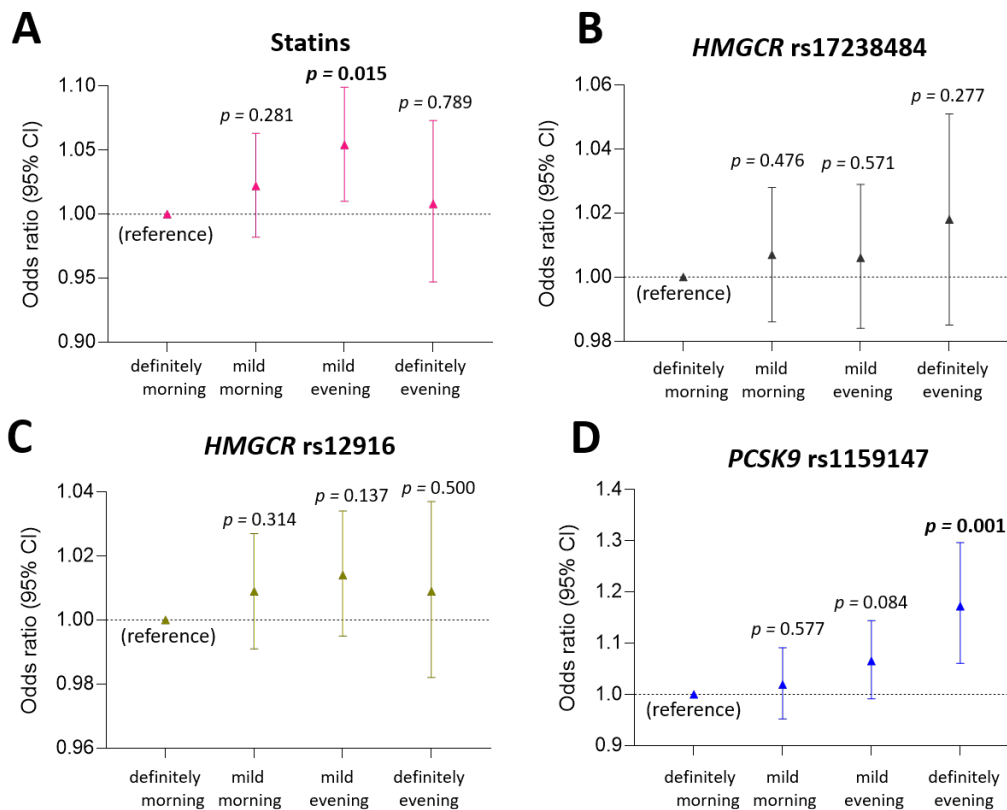 A
Statins
p = 0.015
p = 0.281
p = 0.789
Odds ratio (95% CI)
1.10
1.05
1.00
0.95
0.90
(reference)
definitely morning
mild morning
mild evening
definitely evening
B
HMGCR rs17238484
p = 0.277
p = 0.476
p = 0.571
Odds ratio (95% CI)
1.06
1.04
1.02
1.00
0.98
(reference)
definitely morning
mild morning
mild evening
definitely evening
C
HMGCR rs12916
p = 0.314
p = 0.137
p = 0.500
Odds ratio (95% CI)
1.04
1.02
1.00
0.98
0.96
(reference)
definitely morning
mild morning
mild evening
definitely evening
D
PCSK9 rs1159147
p = 0.001
p = 0.577
p = 0.084
Odds ratio (95% CI)
1.4
1.3
1.2
1.1
1.0
0.9
(reference)
definitely morning
mild morning
mild evening
definitely evening